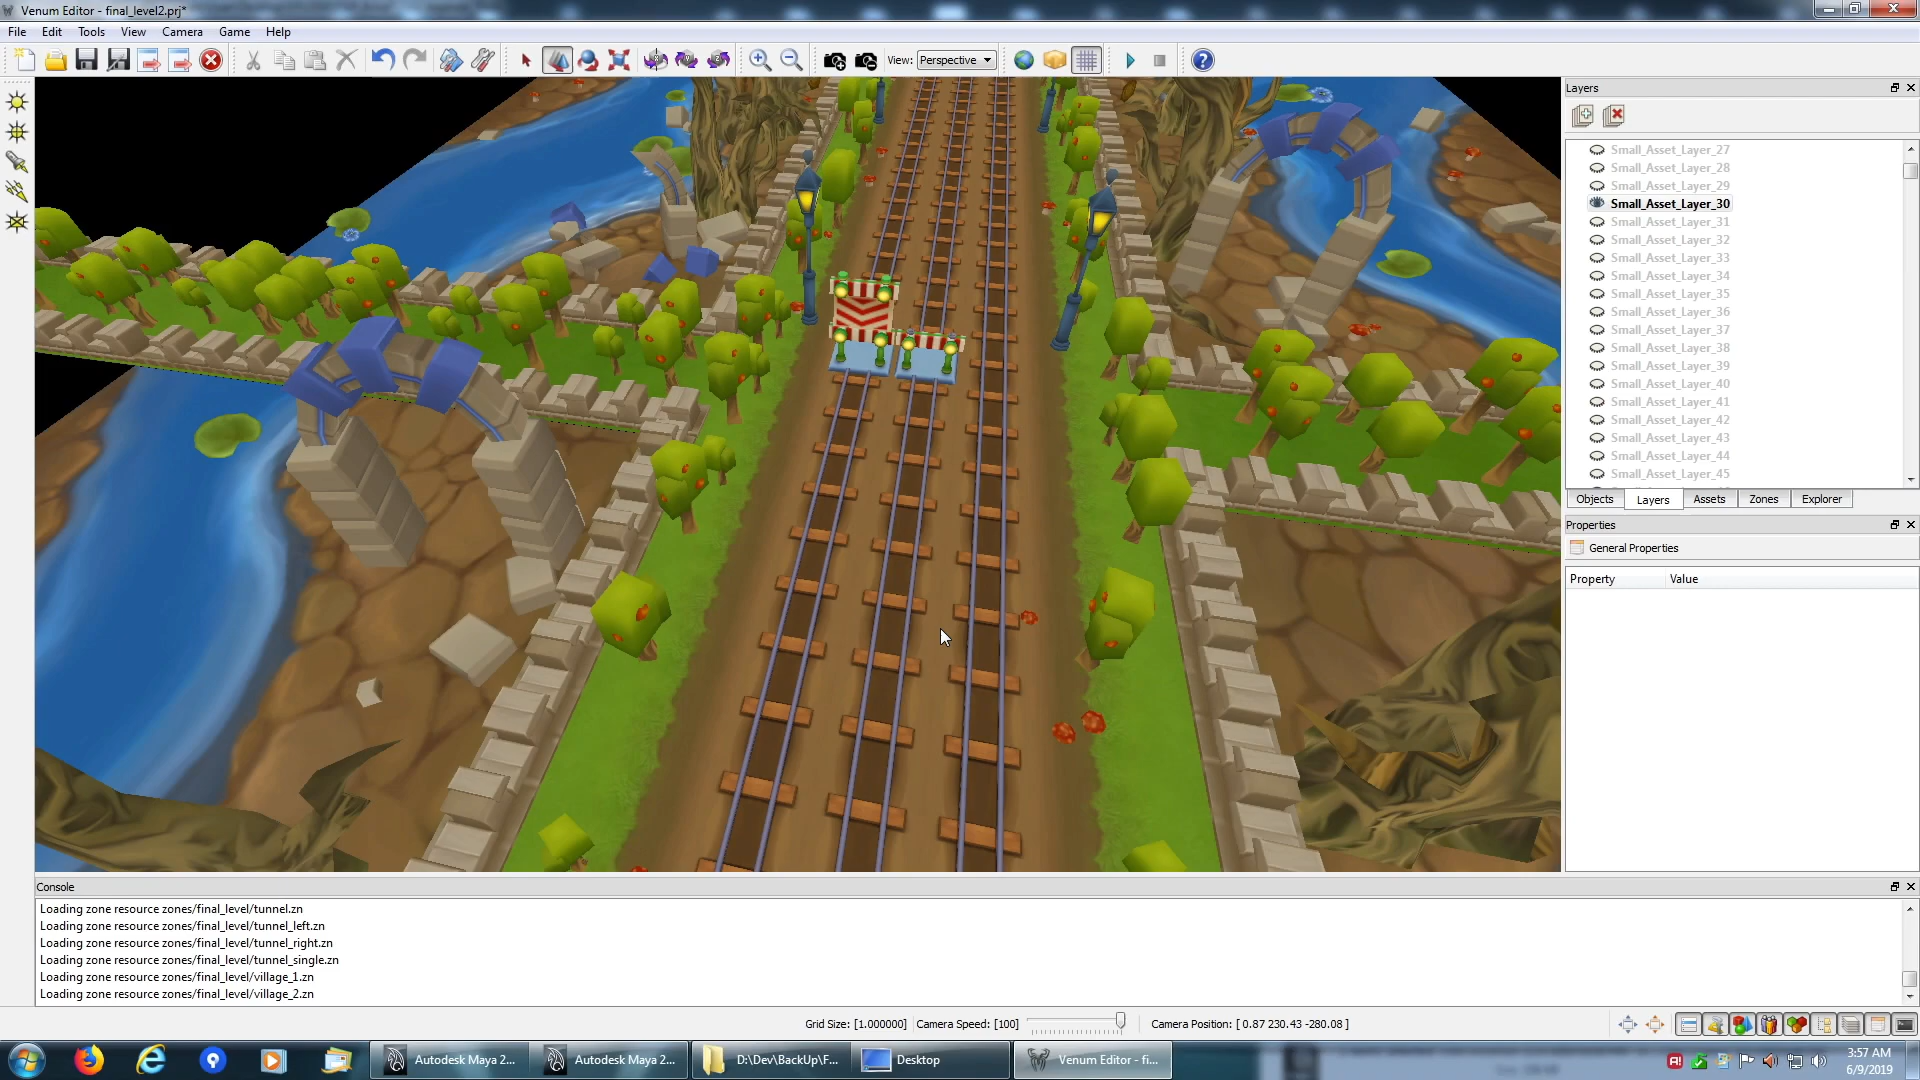 Venum Editor - final_level2.prj*
File Edit Tools View Camera Game Help
View: Perspective
Layers
Small_Asset_Layer_27
Small_Asset_Layer_28
Small_Asset_Layer_29
Small_Asset_Layer_30
Small_Asset_Layer_31
Small_Asset_Layer_32
Small_Asset_Layer_33
Small_Asset_Layer_34
Small_Asset_Layer_35
Small_Asset_Layer_36
Small_Asset_Layer_37
Small_Asset_Layer_38
Small_Asset_Layer_39
Small_Asset_Layer_40
Small_Asset_Layer_41
Small_Asset_Layer_42
Small_Asset_Layer_43
Small_Asset_Layer_44
Small_Asset_Layer_45
Objects Layers Assets Zones Explorer
Properties
General Properties
Property Value
Console
Loading zone resource zones/final_level/tunnel.zn
Loading zone resource zones/final_level/tunnel_left.zn
Loading zone resource zones/final_level/tunnel_right.zn
Loading zone resource zones/final_level/tunnel_single.zn
Loading zone resource zones/final_level/village_1.zn
Loading zone resource zones/final_level/village_2.zn
Grid Size: [1.000000] Camera Speed: [100] Camera Position: [ 0.87 230.43 -280.08 ]
Autodesk Maya 2... Autodesk Maya 2... D:\Dev\BackUp\F... Desktop Venum Editor - fi...
3:57 AM
6/9/2019